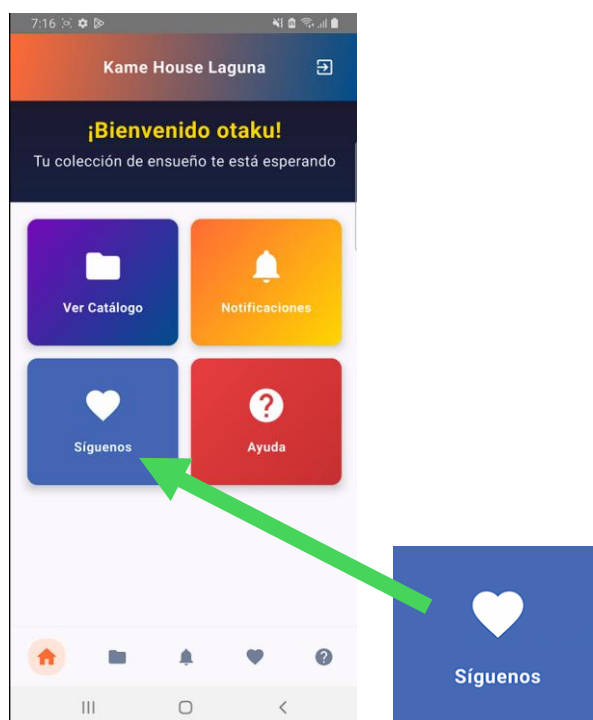 7:16
Kame House Laguna
¡Bienvenido otaku!
Tu colección de ensueño te está esperando
Ver Catálogo
Notificaciones
Síguenos
Ayuda
Síguenos